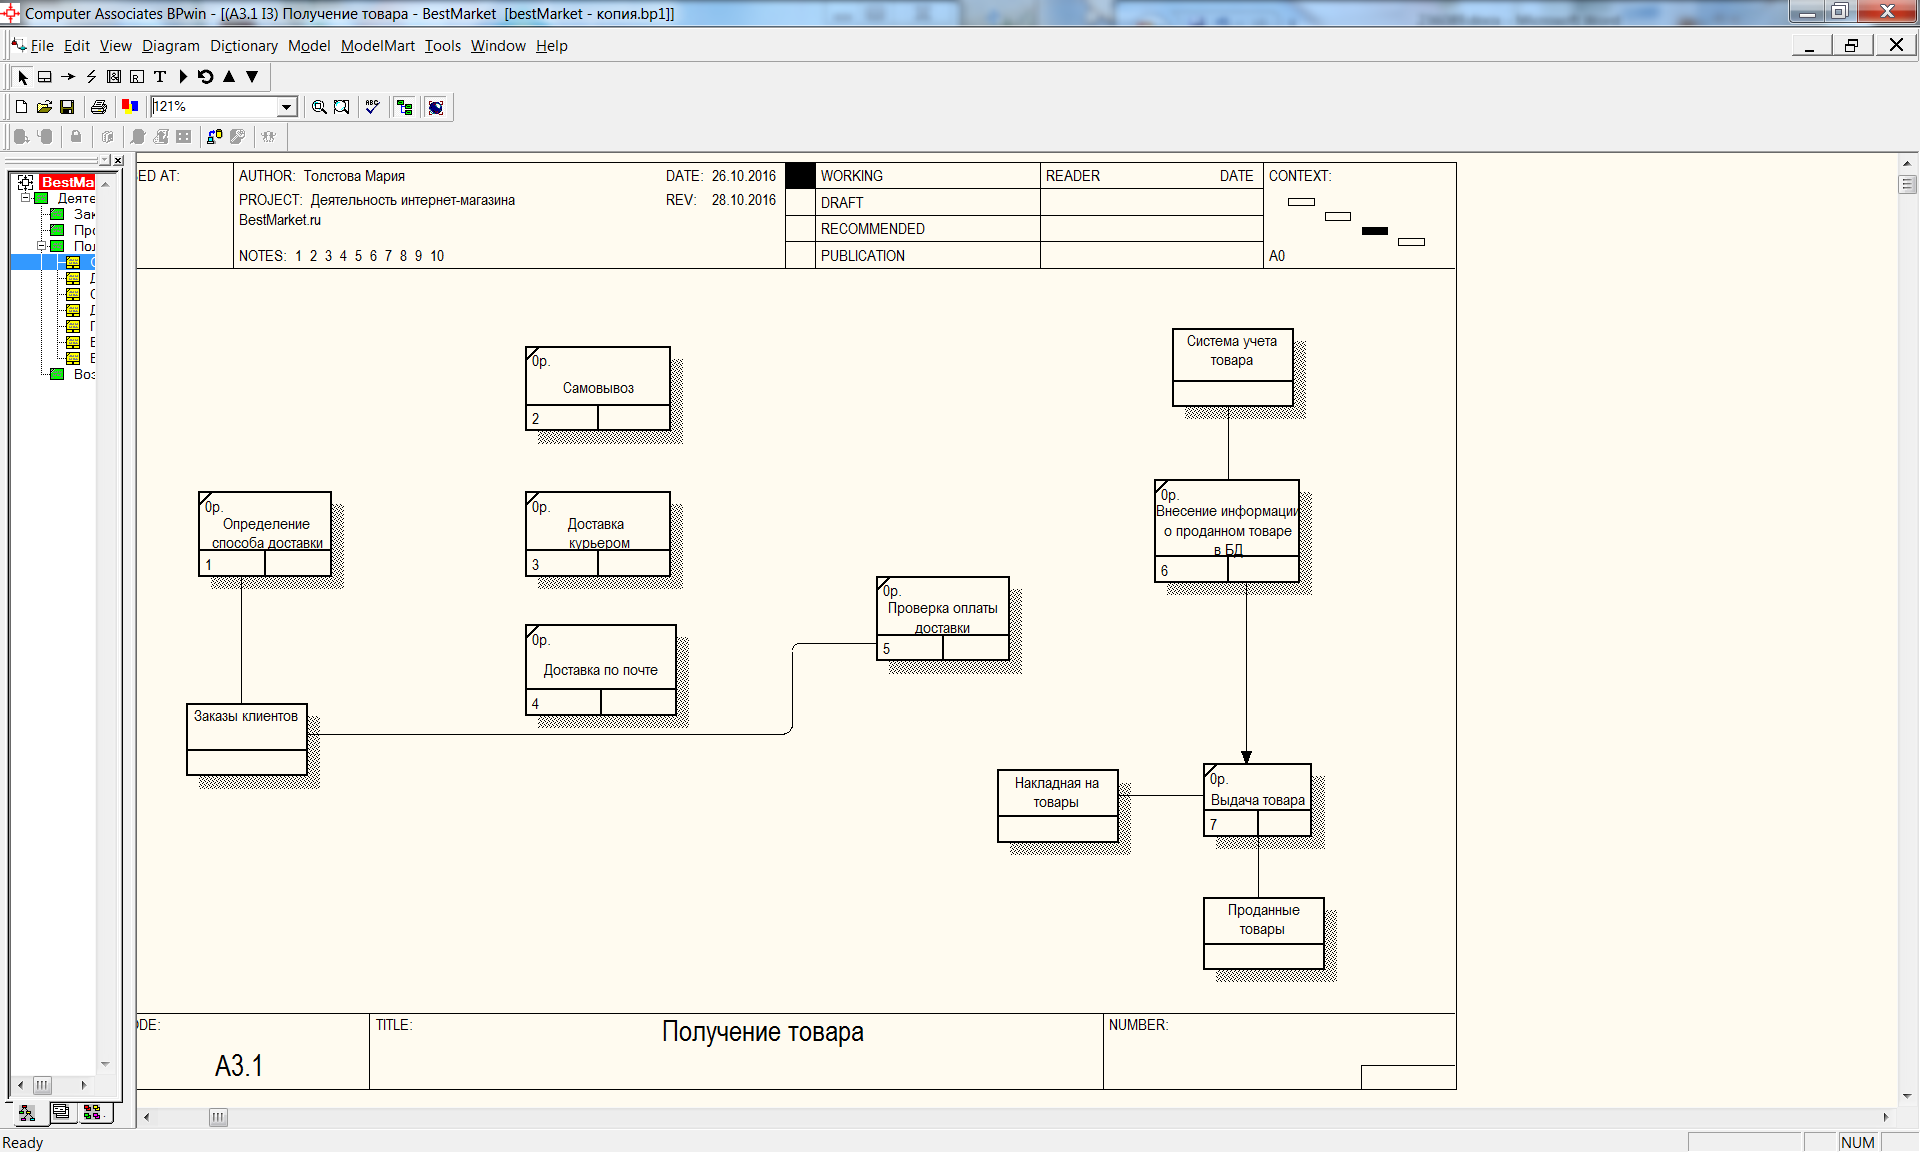 Computer Associates BPwin - [(A3.1 I3) Получение товара - BestMarket  [bestMarket - копия.bp1]]
File Edit View Diagram Dictionary Model ModelMart Tools Window Help
121%
BestMa
Деяте
Зак
Про
Пол
Воз
ED AT:
AUTHOR: Толстова Мария
DATE: 26.10.2016
PROJECT: Деятельность интернет-магазина
BestMarket.ru
REV: 28.10.2016
NOTES: 1 2 3 4 5 6 7 8 9 10
WORKING
DRAFT
RECOMMENDED
PUBLICATION
READER DATE
CONTEXT:
A0
0р.
Самовывоз
2
Система учета
товара
0р.
Определение
способа доставки
1
0р.
Доставка
курьером
3
0р.
Внесение информации
о проданном товаре
в БД
6
0р.
Проверка оплаты
доставки
5
0р.
Доставка по почте
4
Заказы клиентов
Накладная на
товары
0р.
Выдача товара
7
Проданные
товары
DE:
A3.1
TITLE:
Получение товара
NUMBER:
Ready
NUM